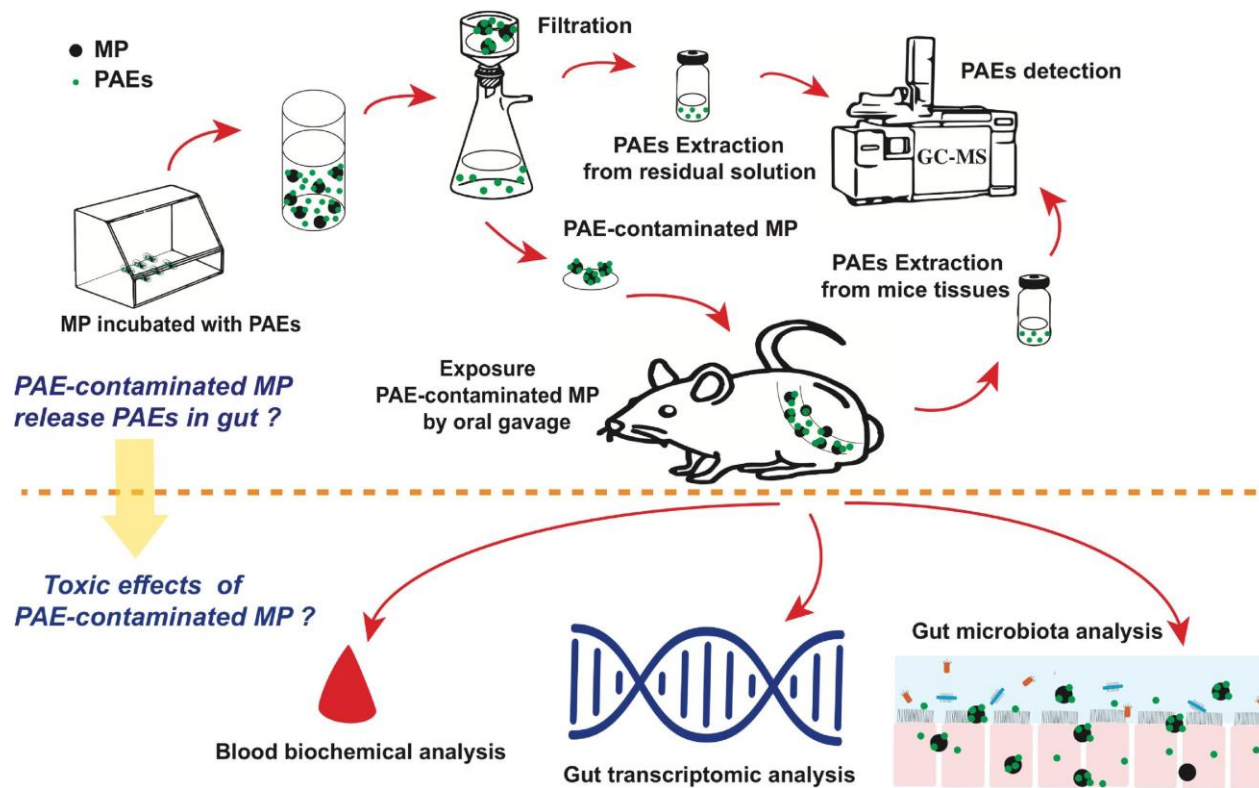 MP
PAEs
Filtration
PAEs detection
GC-MS
PAEs Extraction
from residual solution
PAE-contaminated MP
PAEs Extraction
from mice tissues
MP incubated with PAEs
Exposure
PAE-contaminated MP
by oral gavage
PAE-contaminated MP
release PAEs in gut ?
Toxic effects of
PAE-contaminated MP ?
Blood biochemical analysis
Gut transcriptomic analysis
Gut microbiota analysis